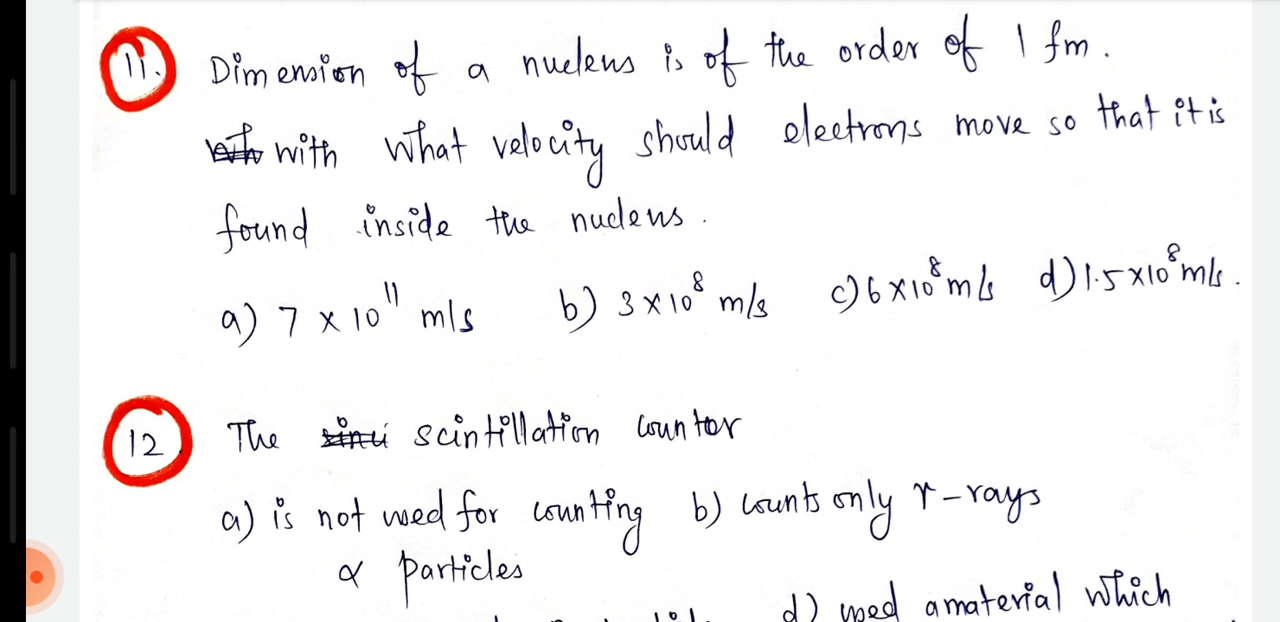 11. Dimension of a nucleus is of the order of 1 fm.
with what velocity should electrons move so that it is
found inside the nucleus.
a) 7 × 10¹¹ m/s b) 3 × 10⁸ m/s c) 6 × 10⁸ m/s d) 1.5 × 10⁸ m/s.
12 The scintillation counter
a) is not used for counting b) counts only γ-rays
α particles
d) used a material which